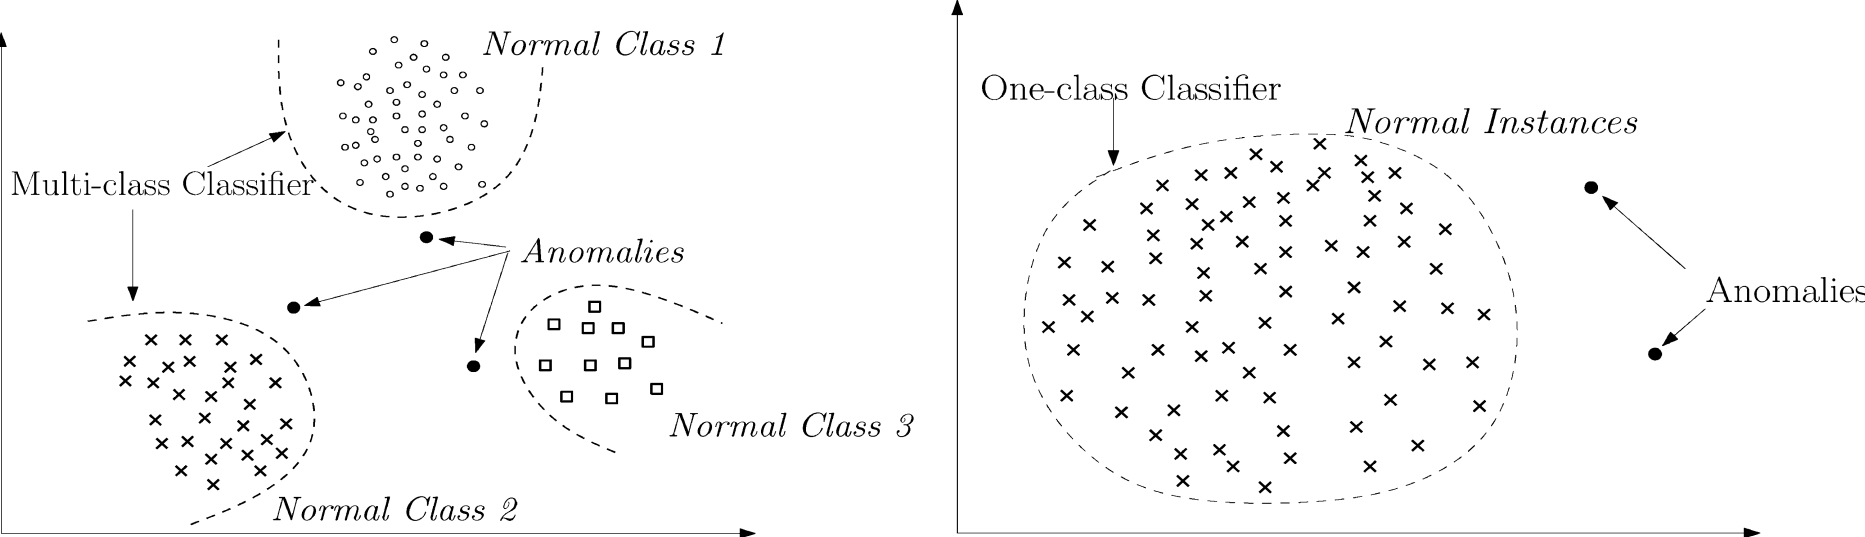 Normal Class 1
Multi-class Classifier
Anomalies
Normal Class 3
Normal Class 2
One-class Classifier
Normal Instances
Anomalies